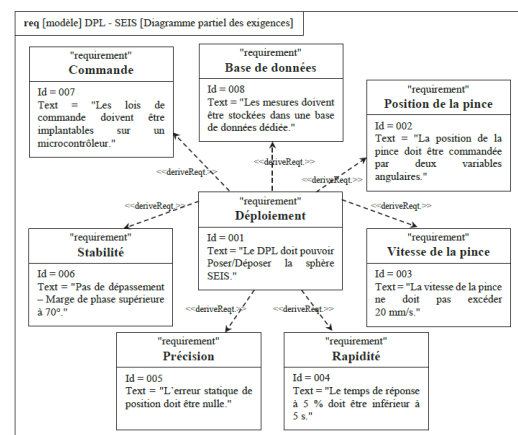 req [modèle] DPL - SEIS [Diagramme partiel des exigences]
"requirement"
Commande
Id = 007
Text = "Les lois de
commande doivent être
implantables sur un
microcontrôleur."
"requirement"
Base de données
Id = 008
Text = "Les mesures doivent
être stockées dans une base
de données dédiée."
"requirement"
Position de la pince
Id = 002
Text = "La position de la
pince doit être commandée
par deux variables
angulaires."
<<deriveReqt.>>
<<deriveReqt.>>
<<deriveReqt.>>
"requirement"
Déploiement
Id = 001
Text = "Le DPL doit pouvoir
Poser/Déposer la sphère
SEIS."
<<deriveReqt.>>
<<deriveReqt.>>
"requirement"
Stabilité
Id = 006
Text = "Pas de dépassement
– Marge de phase supérieure
à 70°."
"requirement"
Vitesse de la pince
Id = 003
Text = "La vitesse de la pince
ne doit pas excéder
20 mm/s."
<<deriveReqt.>>
<<deriveReqt.>>
"requirement"
Précision
Id = 005
Text = "L'erreur statique de
position doit être nulle."
"requirement"
Rapidité
Id = 004
Text = "Le temps de réponse
à 5 % doit être inférieur à
5 s."